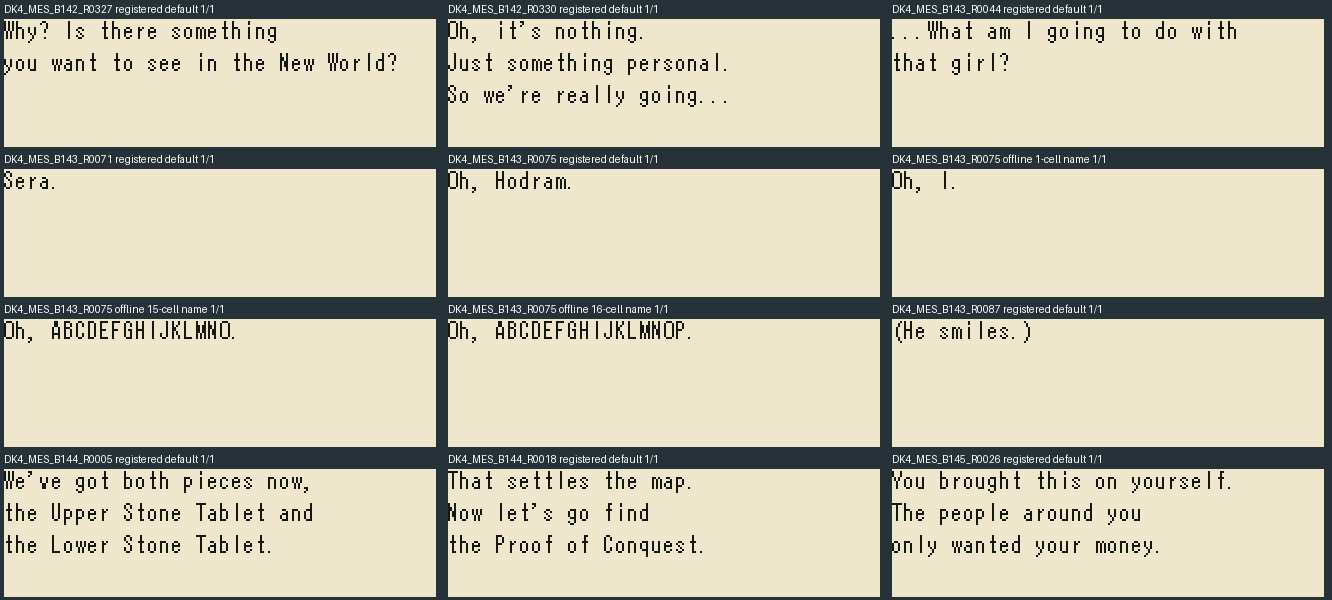 DK4_MES_B142_R0327 registered default 1/1
Why? Is there something
you want to see in the New World?
DK4_MES_B142_R0330 registered default 1/1
Oh, it's nothing.
Just something personal.
So we're really going...
DK4_MES_B143_R0044 registered default 1/1
...What am I going to do with
that girl?
DK4_MES_B143_R0071 registered default 1/1
Sera.
DK4_MES_B143_R0075 registered default 1/1
Oh, Hodram.
DK4_MES_B143_R0075 offline 1-cell name 1/1
Oh, I.
DK4_MES_B143_R0075 offline 15-cell name 1/1
Oh, ABCDEFGHIJKLMNO.
DK4_MES_B143_R0075 offline 16-cell name 1/1
Oh, ABCDEFGHIJKLMNOP.
DK4_MES_B143_R0087 registered default 1/1
(He smiles.)
DK4_MES_B144_R0005 registered default 1/1
We've got both pieces now,
the Upper Stone Tablet and
the Lower Stone Tablet.
DK4_MES_B144_R0018 registered default 1/1
That settles the map.
Now let's go find
the Proof of Conquest.
DK4_MES_B145_R0026 registered default 1/1
You brought this on yourself.
The people around you
only wanted your money.